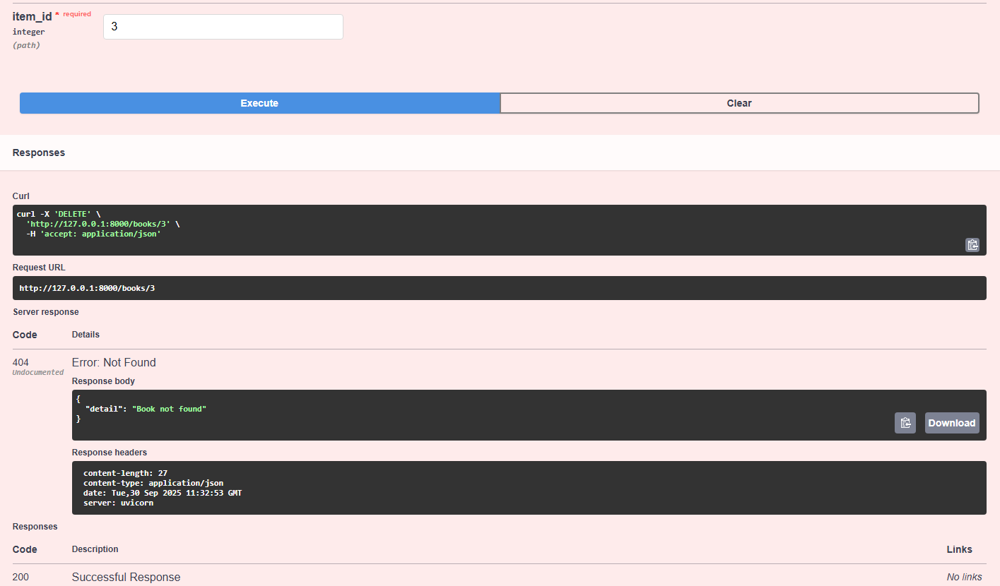 item_id * required
integer
(path)
3
Execute
Clear
Responses
Curl
curl -X 'DELETE' \
  'http://127.0.0.1:8000/books/3' \
  -H 'accept: application/json'
Request URL
http://127.0.0.1:8000/books/3
Server response
Code Details
404 Error: Not Found
Undocumented
Response body
{
  "detail": "Book not found"
}
Download
Response headers
content-length: 27
content-type: application/json
date: Tue,30 Sep 2025 11:32:53 GMT
server: uvicorn
Responses
Code Description Links
200 Successful Response No links